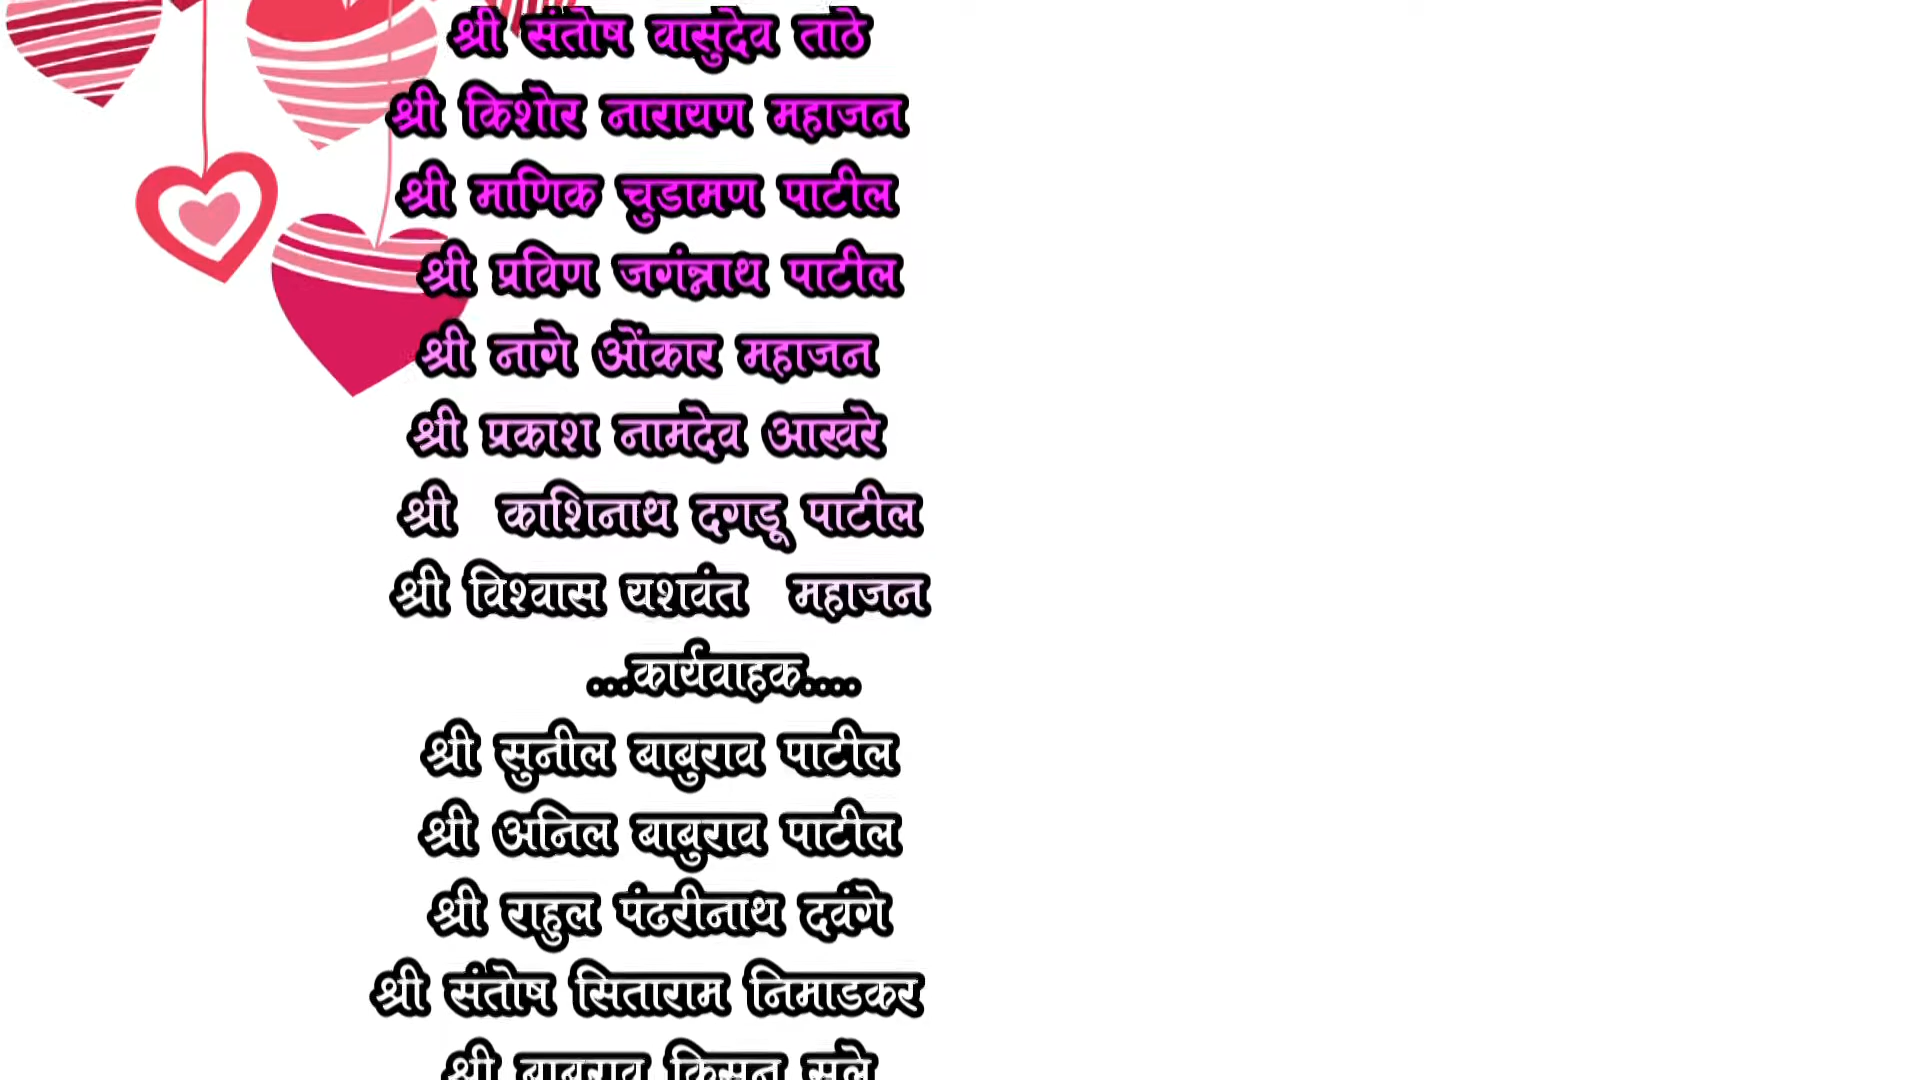 श्री संतोष वासुदेव ताठे
श्री किशोर नारायण महाजन
श्री माणिक चुडामण पाटील
श्री प्रविण जगंन्नाथ पाटील
श्री नागे ओंकार महाजन
श्री प्रकाश नामदेव आखरे
श्री काशिनाथ दगडू पाटील
श्री विश्वास यशवंत महाजन
...कार्यवाहक....
श्री सुनील बाबुराव पाटील
श्री अनिल बाबुराव पाटील
श्री राहुल पंढरीनाथ दवंगे
श्री संतोष सिताराम निमाडकर
श्री बाबुराव किसन